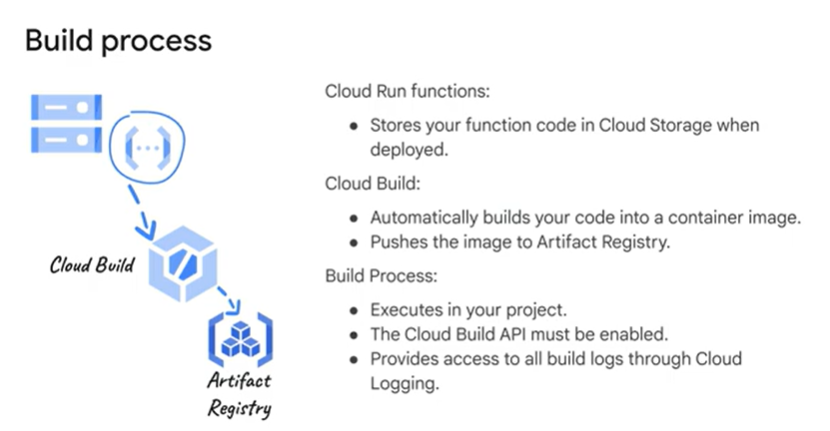 Build process
Cloud Run functions:
• Stores your function code in Cloud Storage when
deployed.
Cloud Build:
• Automatically builds your code into a container image.
• Pushes the image to Artifact Registry.
Build Process:
• Executes in your project.
• The Cloud Build API must be enabled.
• Provides access to all build logs through Cloud
Logging.
Cloud Build
Artifact
Registry